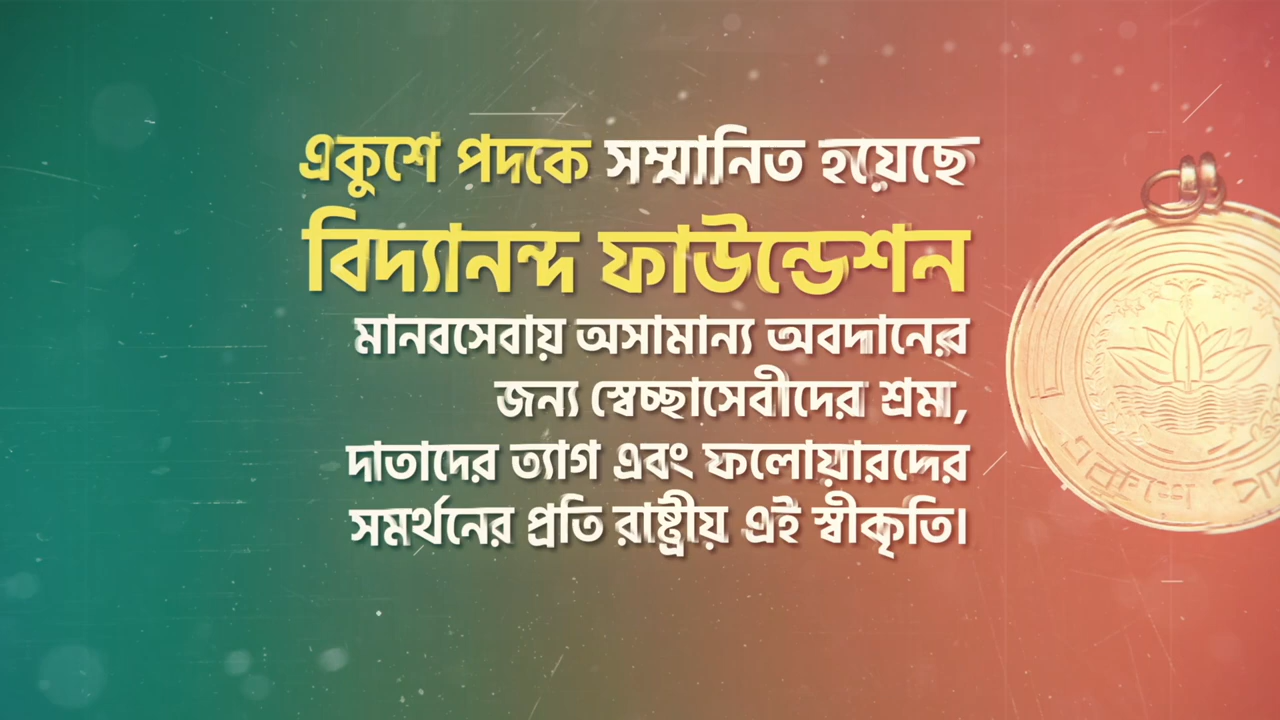 একুশে পদকে সম্মানিত হয়েছে
বিদ্যানন্দ ফাউন্ডেশন
মানবসেবায় অসামান্য অবদানের
জন্য স্বেচ্ছাসেবীদের শ্রম,
দাতাদের ত্যাগ এবং ফলোয়ারদের
সমর্থনের প্রতি রাষ্ট্রীয় এই স্বীকৃতি।
একুশে